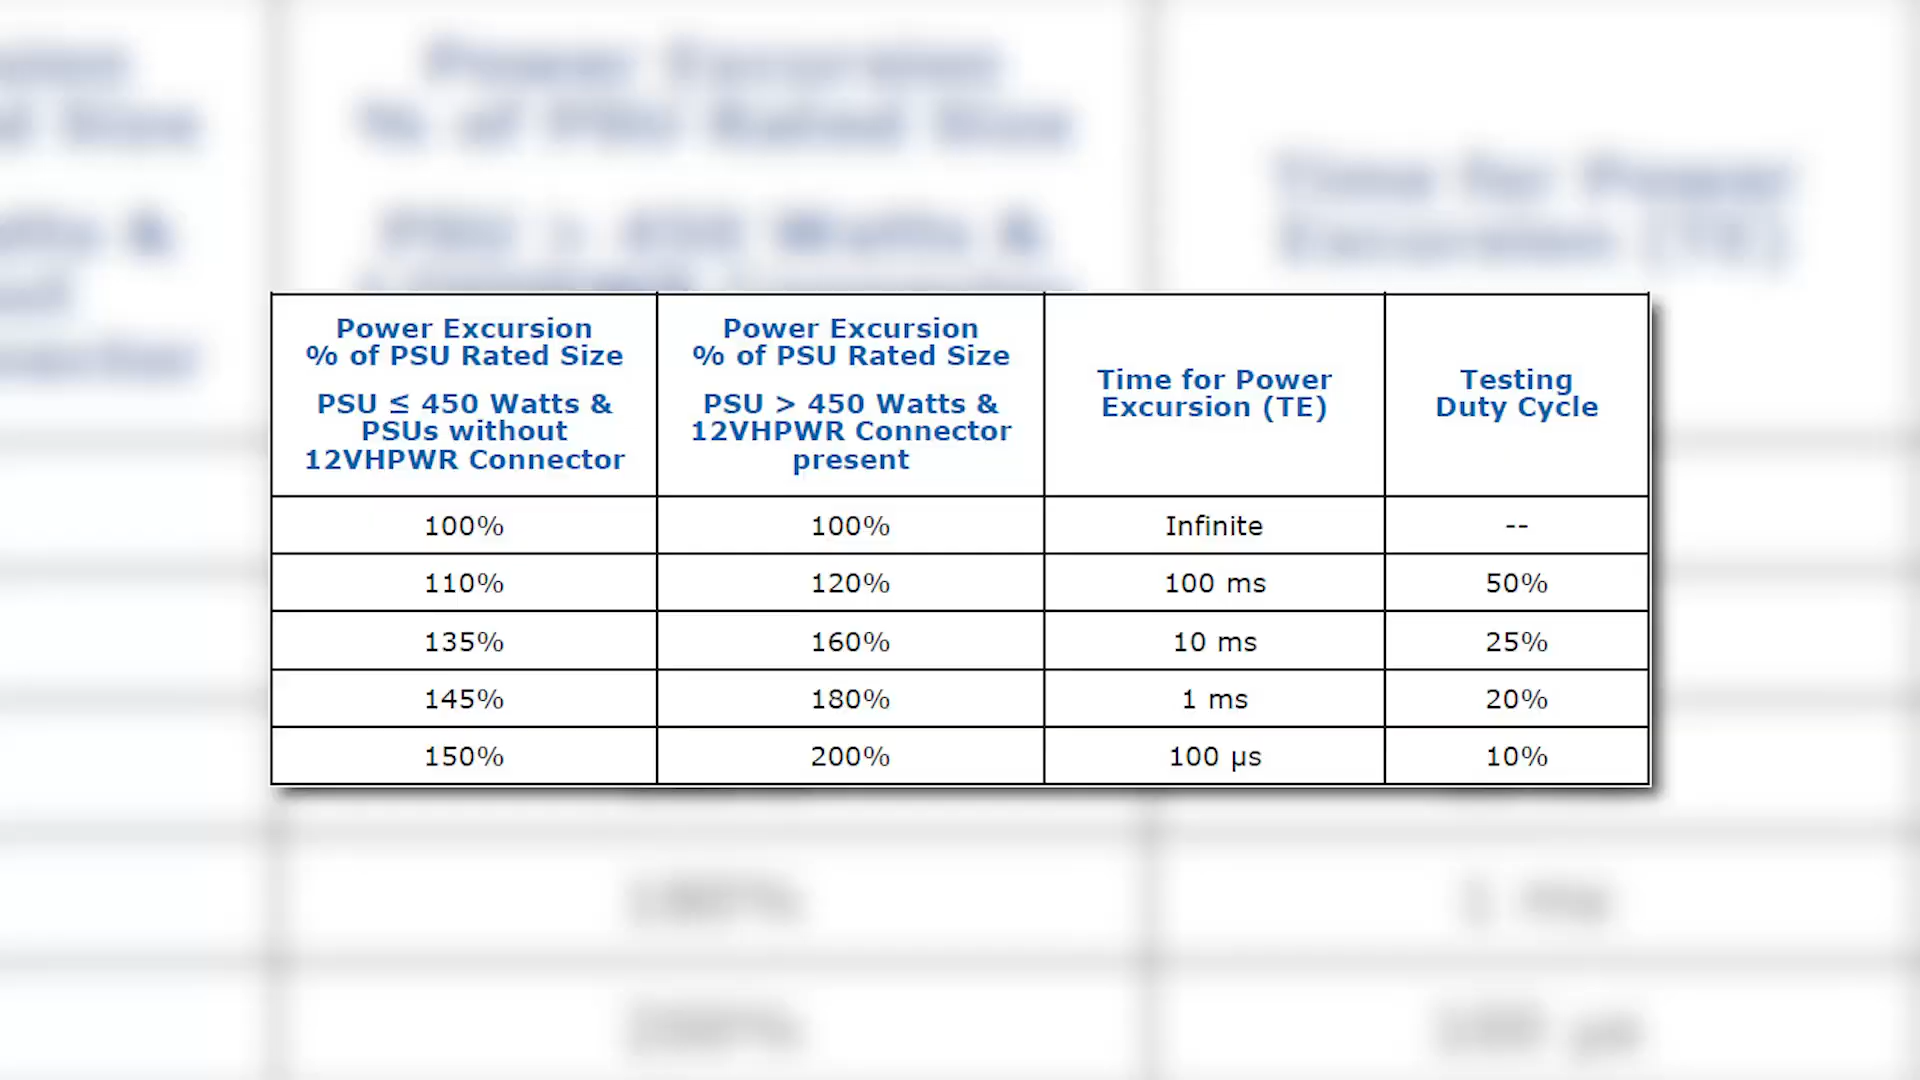 Power Excursion
% of PSU Rated Size
PSU ≤ 450 Watts &
PSUs without
12VHPWR Connector
Power Excursion
% of PSU Rated Size
PSU > 450 Watts &
12VHPWR Connector
present
Time for Power
Excursion (TE)
Testing
Duty Cycle
100% 100% Infinite --
110% 120% 100 ms 50%
135% 160% 10 ms 25%
145% 180% 1 ms 20%
150% 200% 100 µs 10%